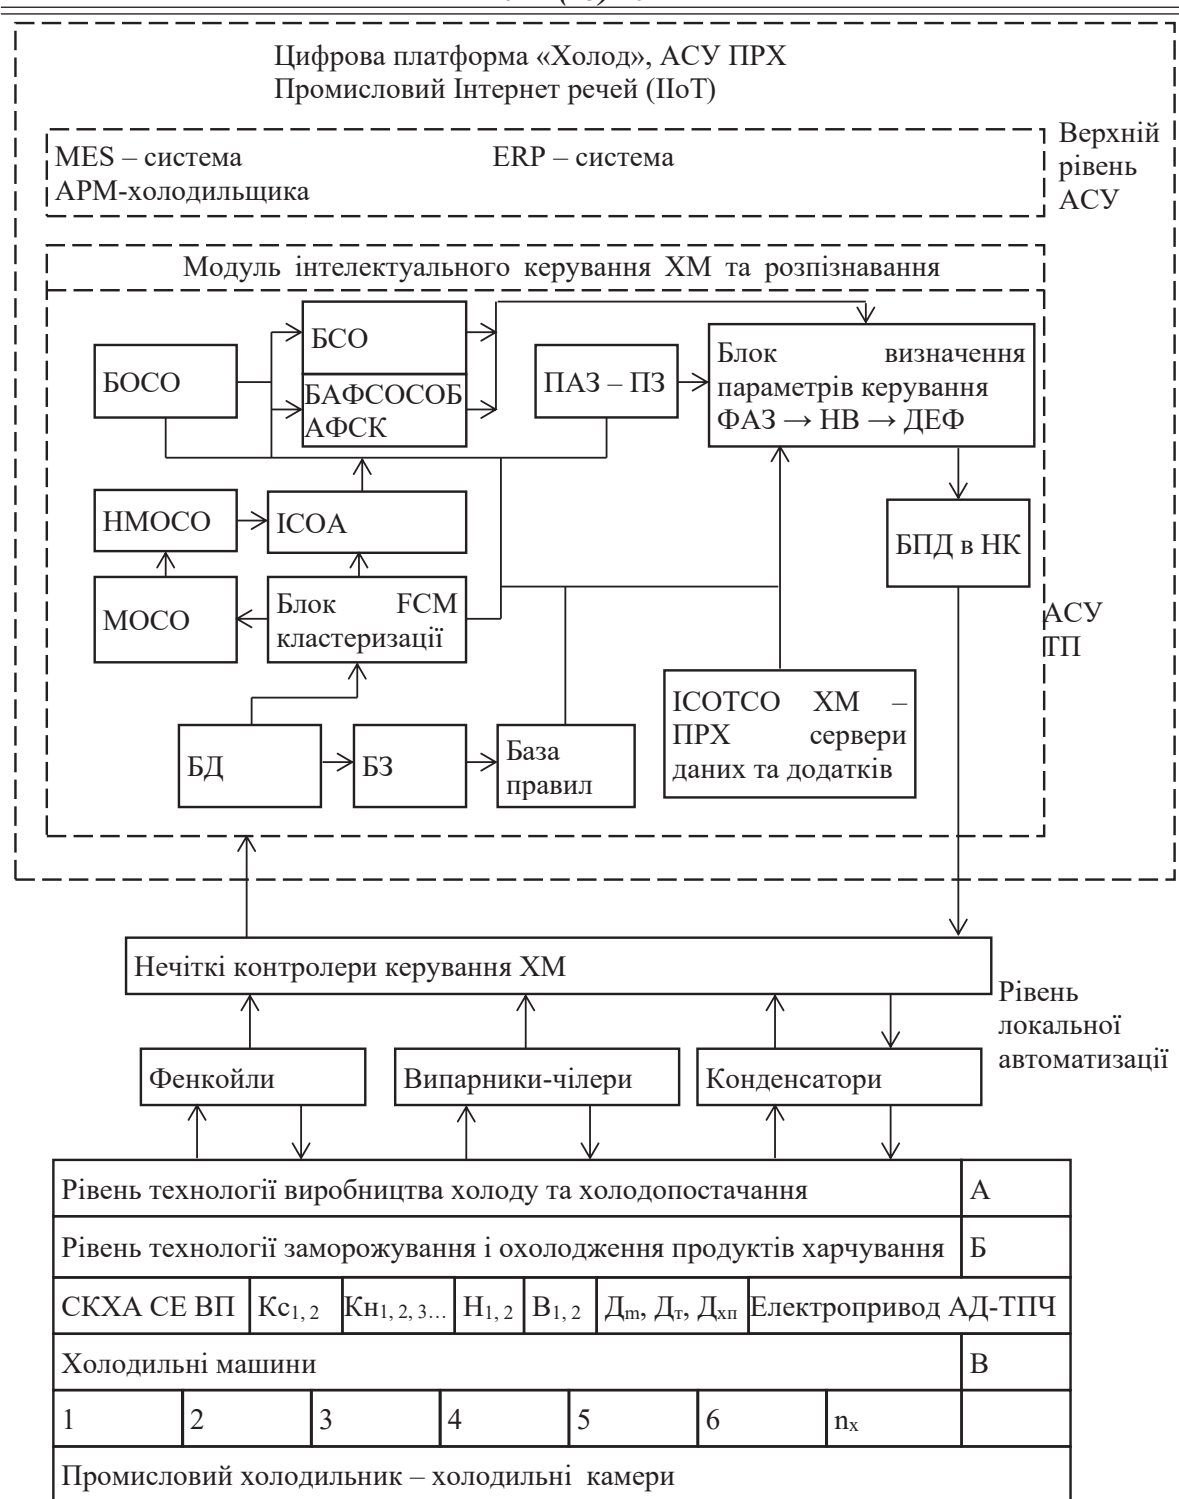 Цифрова платформа «Холод», АСУ ПРХ
Промисловий Інтернет речей (IIoT)
Верхній
рівень
АСУ
MES – система
ERP – система
АРМ-холодильщика
Модуль інтелектуального керування ХМ та розпізнавання
БОСО
БСО
БАФСОСОБ
АФСК
ПАЗ – ПЗ
Блок визначення
параметрів керування
ФАЗ → НВ → ДЕФ
НМОСО
ІСОА
БПД в НК
МОСО
Блок FCM
кластеризації
АСУ
ТП
БД
БЗ
База
правил
ІСОТСО ХМ –
ПРХ сервери
даних та додатків
Нечіткі контролери керування ХМ
Рівень
локальної
автоматизації
Фенкойли
Випарники-чілери
Конденсатори
Рівень технології виробництва холоду та холодопостачання
А
Рівень технології заморожування і охолодження продуктів харчування
Б
СКХА СЕ ВП
Кс1, 2
Кн1, 2, 3…
Н1, 2
В1, 2
Дm, Дт, Дхп
Електропривод АД-ТПЧ
Холодильні машини
В
1
2
3
4
5
6
nх
Промисловий холодильник – холодильні камери